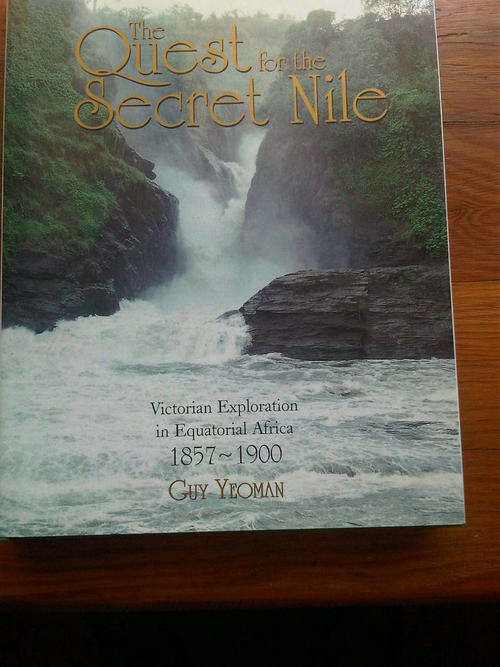 The
Quest for the
Secret Nile
Victorian Exploration
in Equatorial Africa
1857~1900
GUY YEOMAN